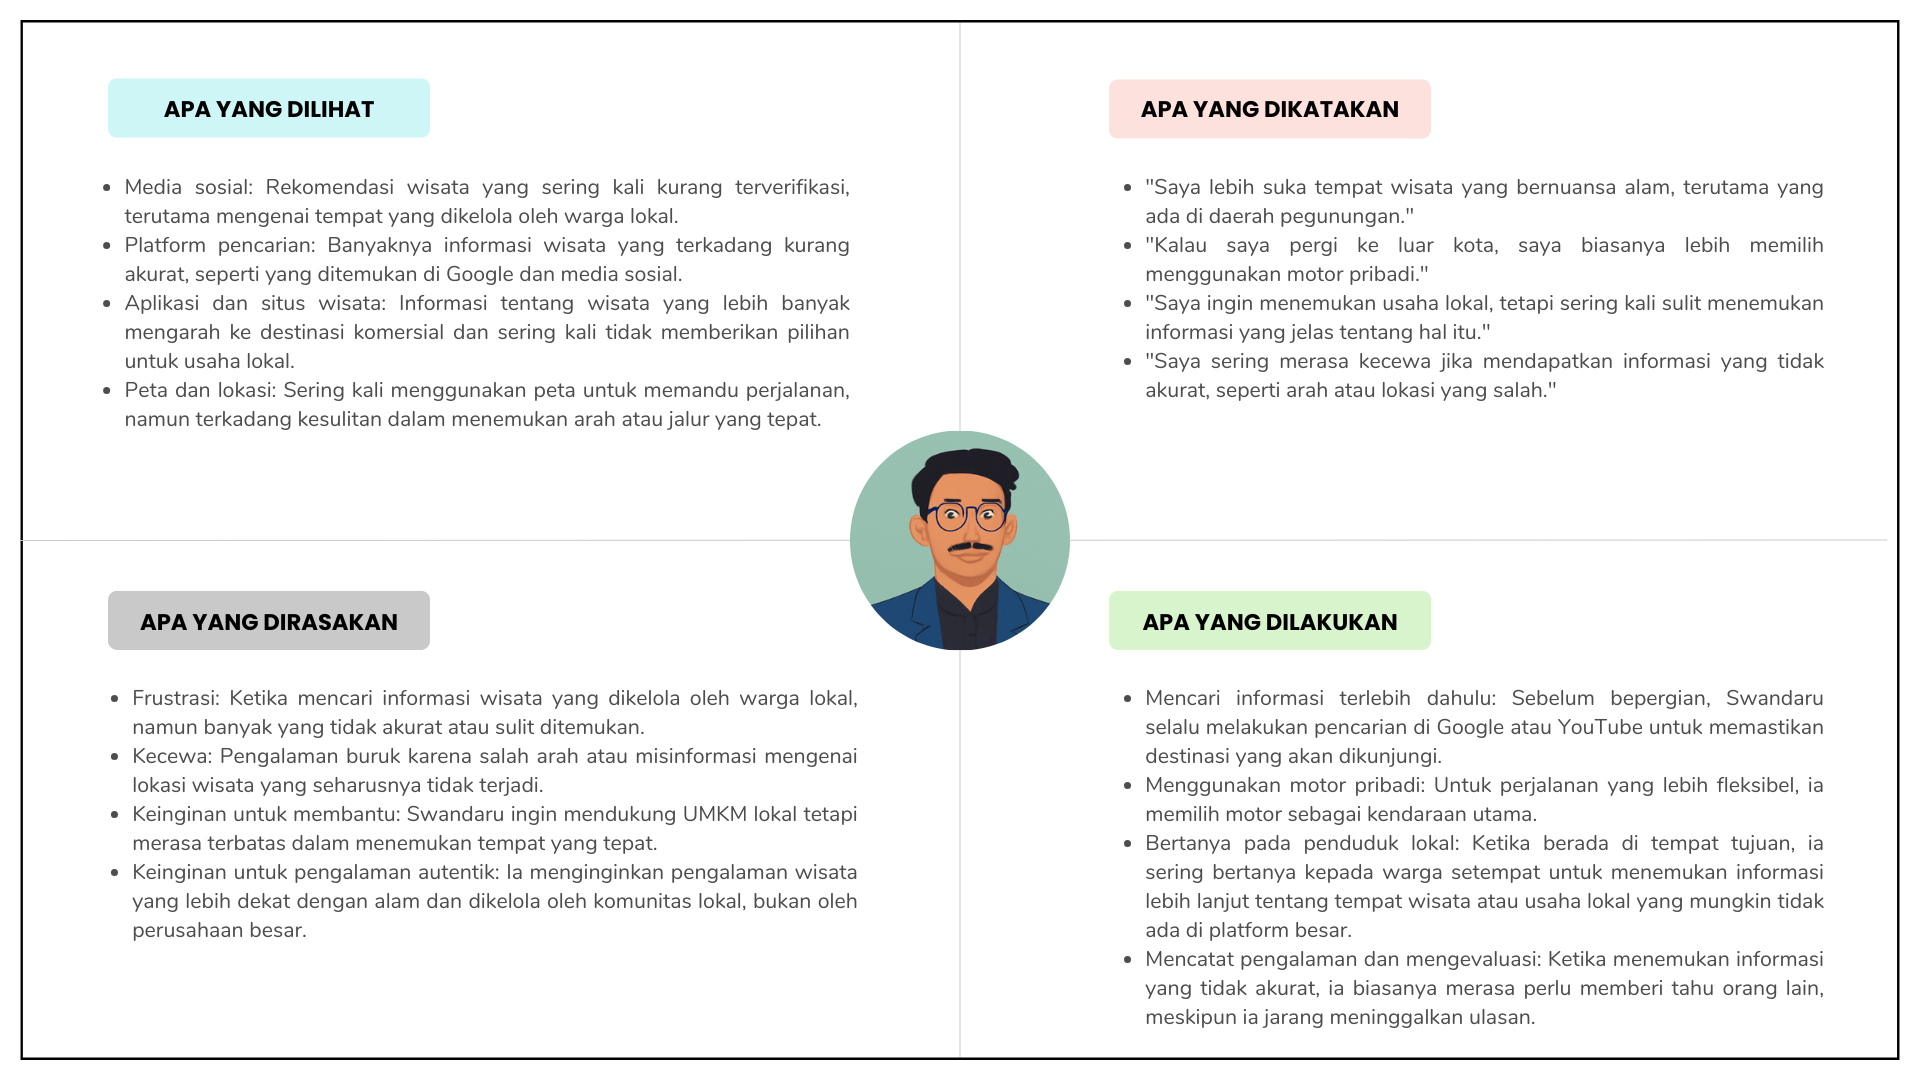 APA YANG DILIHAT
• Media sosial: Rekomendasi wisata yang sering kali kurang terverifikasi,
terutama mengenai tempat yang dikelola oleh warga lokal.
• Platform pencarian: Banyaknya informasi wisata yang terkadang kurang
akurat, seperti yang ditemukan di Google dan media sosial.
• Aplikasi dan situs wisata: Informasi tentang wisata yang lebih banyak
mengarah ke destinasi komersial dan sering kali tidak memberikan pilihan
untuk usaha lokal.
• Peta dan lokasi: Sering kali menggunakan peta untuk memandu perjalanan,
namun terkadang kesulitan dalam menemukan arah atau jalur yang tepat.
APA YANG DIKATAKAN
• "Saya lebih suka tempat wisata yang bernuansa alam, terutama yang
ada di daerah pegunungan."
• "Kalau saya pergi ke luar kota, saya biasanya lebih memilih
menggunakan motor pribadi."
• "Saya ingin menemukan usaha lokal, tetapi sering kali sulit menemukan
informasi yang jelas tentang hal itu."
• "Saya sering merasa kecewa jika mendapatkan informasi yang tidak
akurat, seperti arah atau lokasi yang salah."
APA YANG DIRASAKAN
• Frustrasi: Ketika mencari informasi wisata yang dikelola oleh warga lokal,
namun banyak yang tidak akurat atau sulit ditemukan.
• Kecewa: Pengalaman buruk karena salah arah atau misinformasi mengenai
lokasi wisata yang seharusnya tidak terjadi.
• Keinginan untuk membantu: Swandaru ingin mendukung UMKM lokal tetapi
merasa terbatas dalam menemukan tempat yang tepat.
• Keinginan untuk pengalaman autentik: Ia menginginkan pengalaman wisata
yang lebih dekat dengan alam dan dikelola oleh komunitas lokal, bukan oleh
perusahaan besar.
APA YANG DILAKUKAN
• Mencari informasi terlebih dahulu: Sebelum bepergian, Swandaru
selalu melakukan pencarian di Google atau YouTube untuk memastikan
destinasi yang akan dikunjungi.
• Menggunakan motor pribadi: Untuk perjalanan yang lebih fleksibel, ia
memilih motor sebagai kendaraan utama.
• Bertanya pada penduduk lokal: Ketika berada di tempat tujuan, ia
sering bertanya kepada warga setempat untuk menemukan informasi
lebih lanjut tentang tempat wisata atau usaha lokal yang mungkin tidak
ada di platform besar.
• Mencatat pengalaman dan mengevaluasi: Ketika menemukan informasi
yang tidak akurat, ia biasanya merasa perlu memberi tahu orang lain,
meskipun ia jarang meninggalkan ulasan.